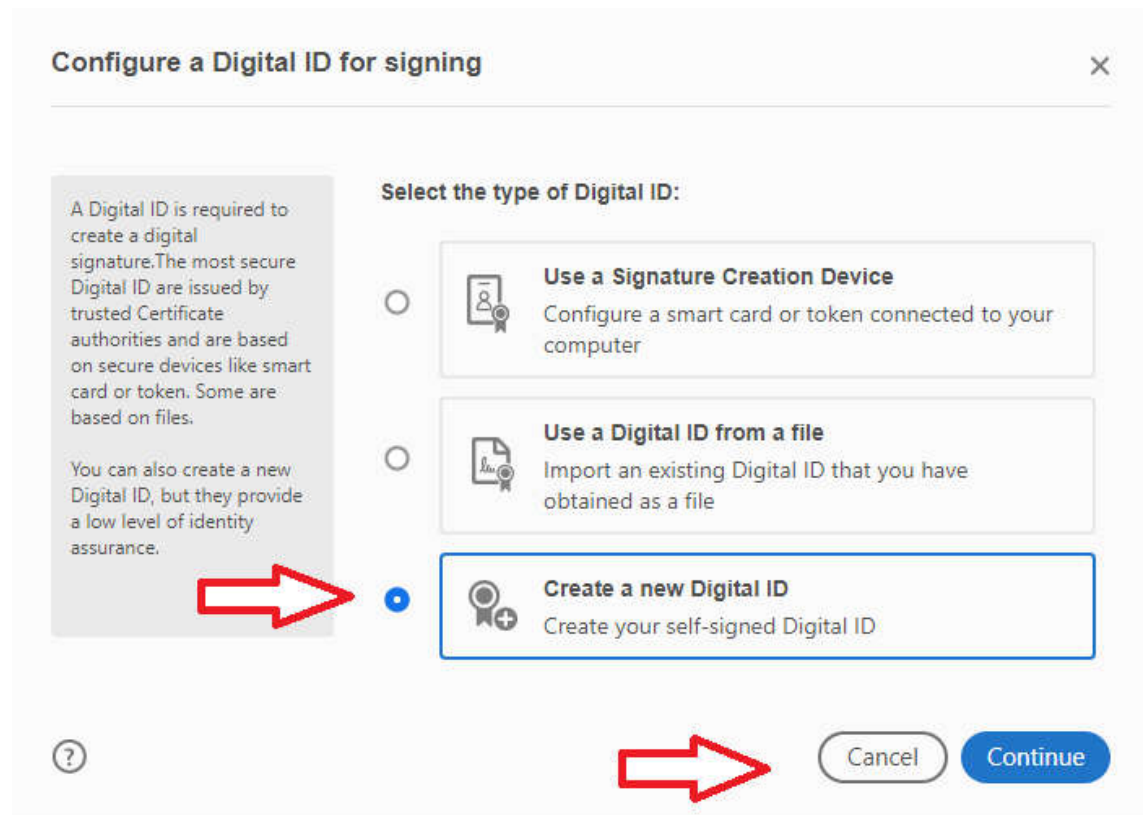 Configure a Digital ID for signing
A Digital ID is required to
create a digital
signature.The most secure
Digital ID are issued by
trusted Certificate
authorities and are based
on secure devices like smart
card or token. Some are
based on files.
You can also create a new
Digital ID, but they provide
a low level of identity
assurance.
Select the type of Digital ID:
Use a Signature Creation Device
Configure a smart card or token connected to your
computer
Use a Digital ID from a file
Import an existing Digital ID that you have
obtained as a file
Create a new Digital ID
Create your self-signed Digital ID
?
Cancel
Continue